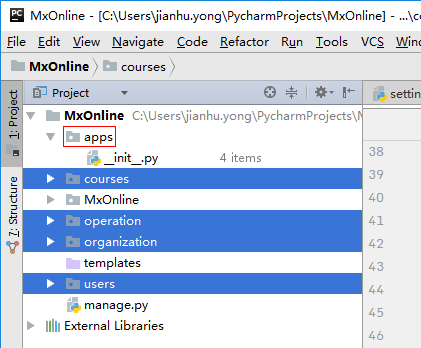 MxOnline - [C:\Users\jianhu.yong\PycharmProjects\MxOnline] - ...\c
File Edit View Navigate Code Refactor Run Tools VCS Window
MxOnline courses
1: Project
7: Structure
Project
settin
MxOnline C:\Users\jianhu.yong\PycharmProjects\M
apps
__init__.py 4 items
courses
MxOnline
operation
organization
templates
users
manage.py
External Libraries
38
39
40
41
42
43
44
45
46